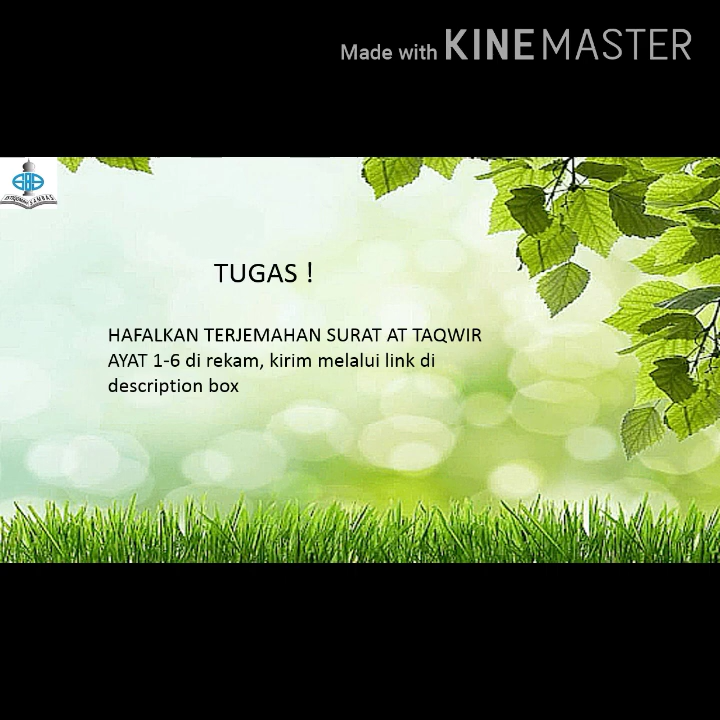 Made with KINEMASTER
TUGAS !
HAFALKAN TERJEMAHAN SURAT AT TAQWIR
AYAT 1-6 di rekam, kirim melalui link di
description box